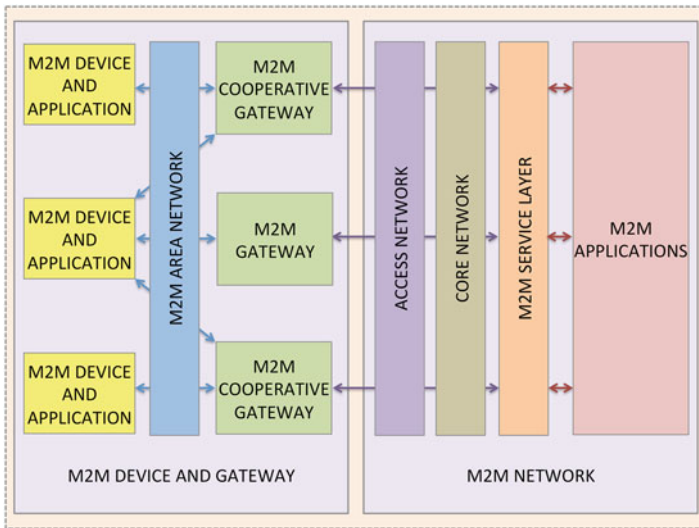 M2M DEVICE
AND
APPLICATION
M2M DEVICE
AND
APPLICATION
M2M DEVICE
AND
APPLICATION
M2M AREA NETWORK
M2M
COOPERATIVE
GATEWAY
M2M
GATEWAY
M2M
COOPERATIVE
GATEWAY
M2M DEVICE AND GATEWAY
ACCESS NETWORK
CORE NETWORK
M2M SERVICE LAYER
M2M
APPLICATIONS
M2M NETWORK